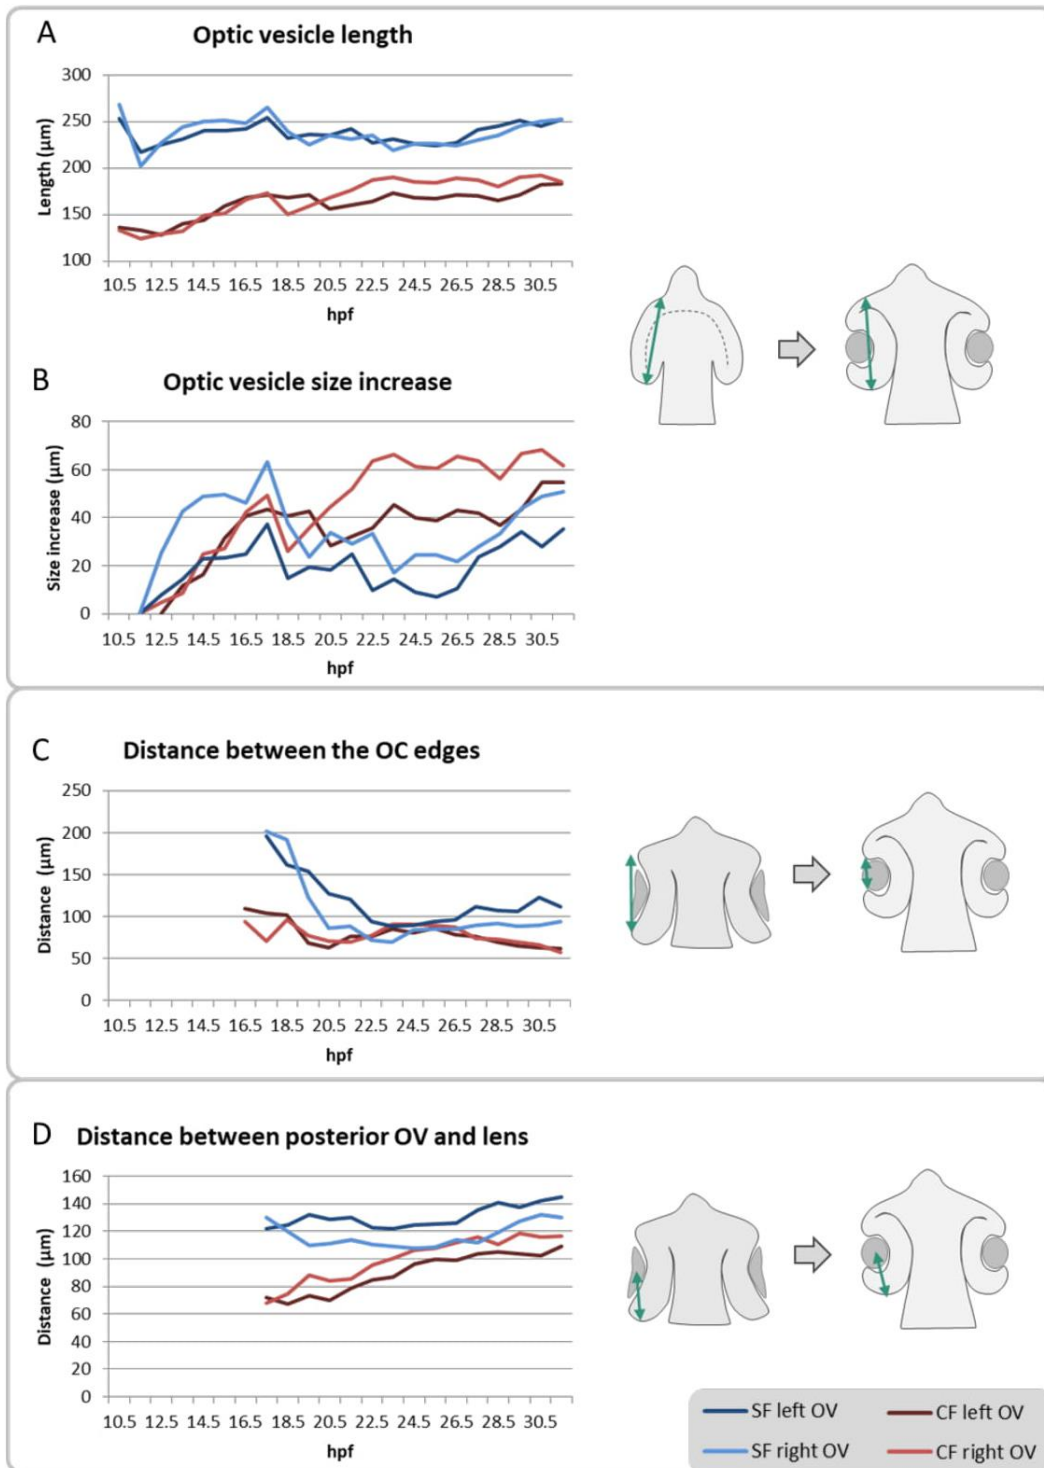 A
Optic vesicle length
300
250
200
150
100
Length (µm)
10.5 12.5 14.5 16.5 18.5 20.5 22.5 24.5 26.5 28.5 30.5
hpf
B
Optic vesicle size increase
80
60
40
20
0
Size increase (µm)
10.5 12.5 14.5 16.5 18.5 20.5 22.5 24.5 26.5 28.5 30.5
hpf
C
Distance between the OC edges
250
200
150
100
50
0
Distance (µm)
10.5 12.5 14.5 16.5 18.5 20.5 22.5 24.5 26.5 28.5 30.5
hpf
D
Distance between posterior OV and lens
160
140
120
100
80
60
40
20
0
Distance (µm)
10.5 12.5 14.5 16.5 18.5 20.5 22.5 24.5 26.5 28.5 30.5
hpf
SF left OV
CF left OV
SF right OV
CF right OV